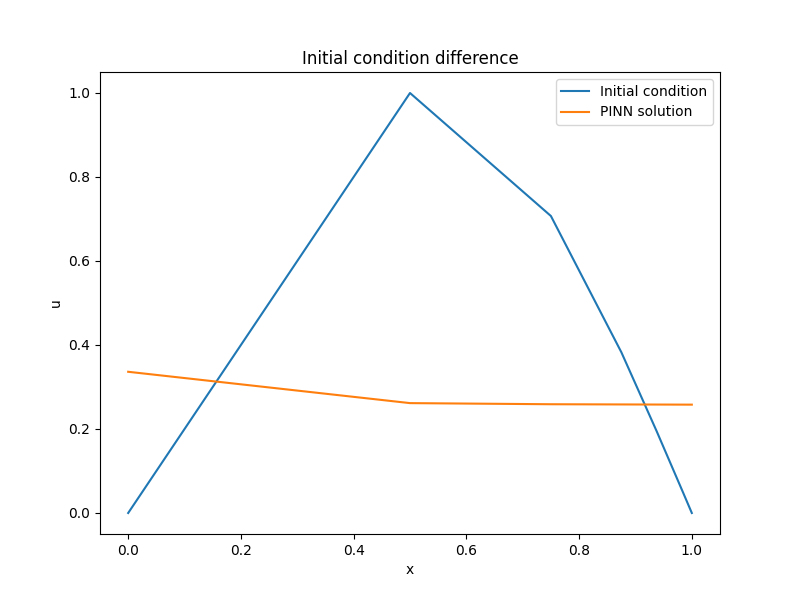 Initial condition difference
Initial condition
PINN solution
1.0
0.8
0.6
0.4
0.2
0.0
u
0.0 0.2 0.4 0.6 0.8 1.0
x